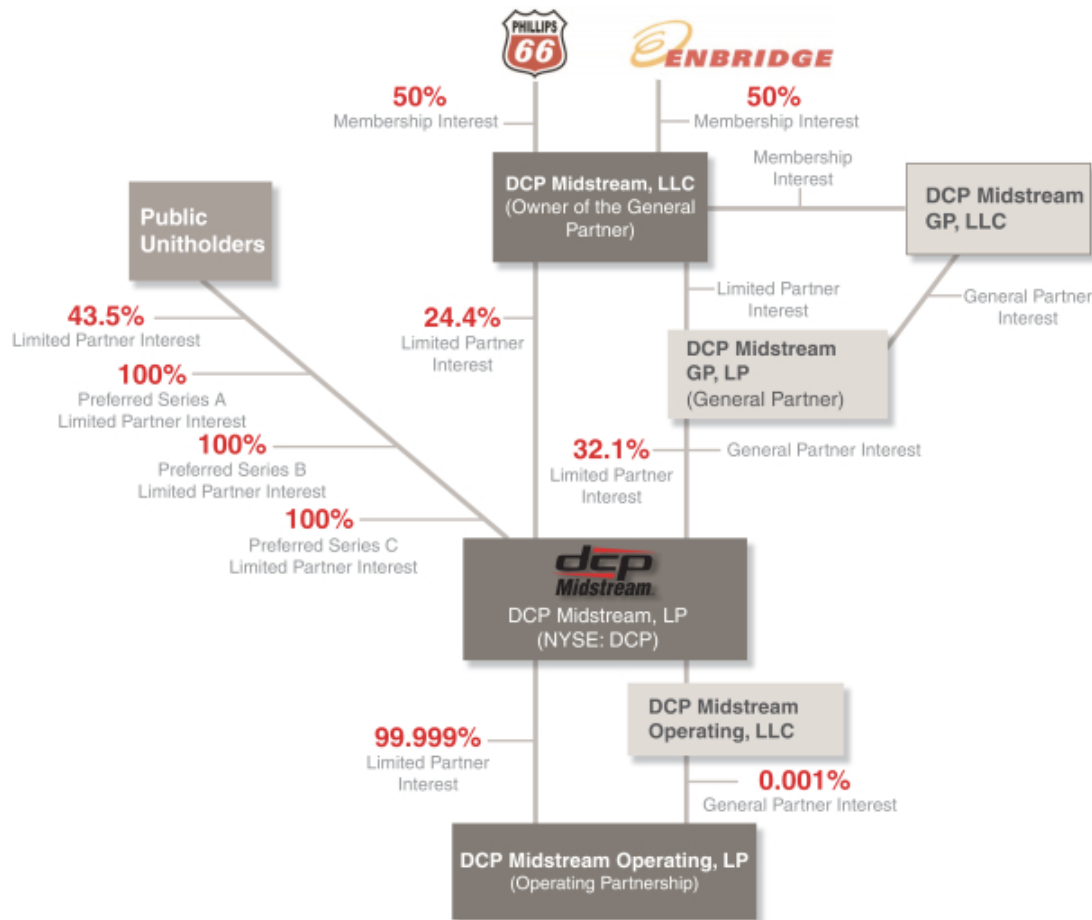 PHILLIPS
66
ENBRIDGE
50%
Membership Interest
50%
Membership Interest
DCP Midstream, LLC
(Owner of the General
Partner)
Membership
Interest
DCP Midstream
GP, LLC
Public
Unitholders
43.5%
Limited Partner Interest
100%
Preferred Series A
Limited Partner Interest
100%
Preferred Series B
Limited Partner Interest
100%
Preferred Series C
Limited Partner Interest
24.4%
Limited Partner
Interest
Limited Partner
Interest
General Partner
Interest
DCP Midstream
GP, LP
(General Partner)
32.1%
Limited Partner
Interest
General Partner Interest
dcp
Midstream.
DCP Midstream, LP
(NYSE: DCP)
99.999%
Limited Partner
Interest
DCP Midstream
Operating, LLC
0.001%
General Partner Interest
DCP Midstream Operating, LP
(Operating Partnership)